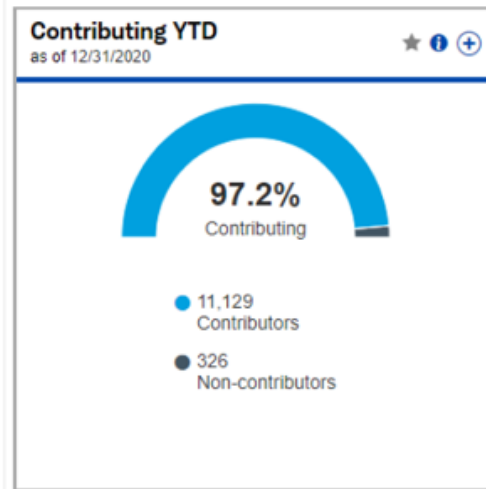 Contributing YTD
as of 12/31/2020
97.2%
Contributing
11,129
Contributors
326
Non-contributors